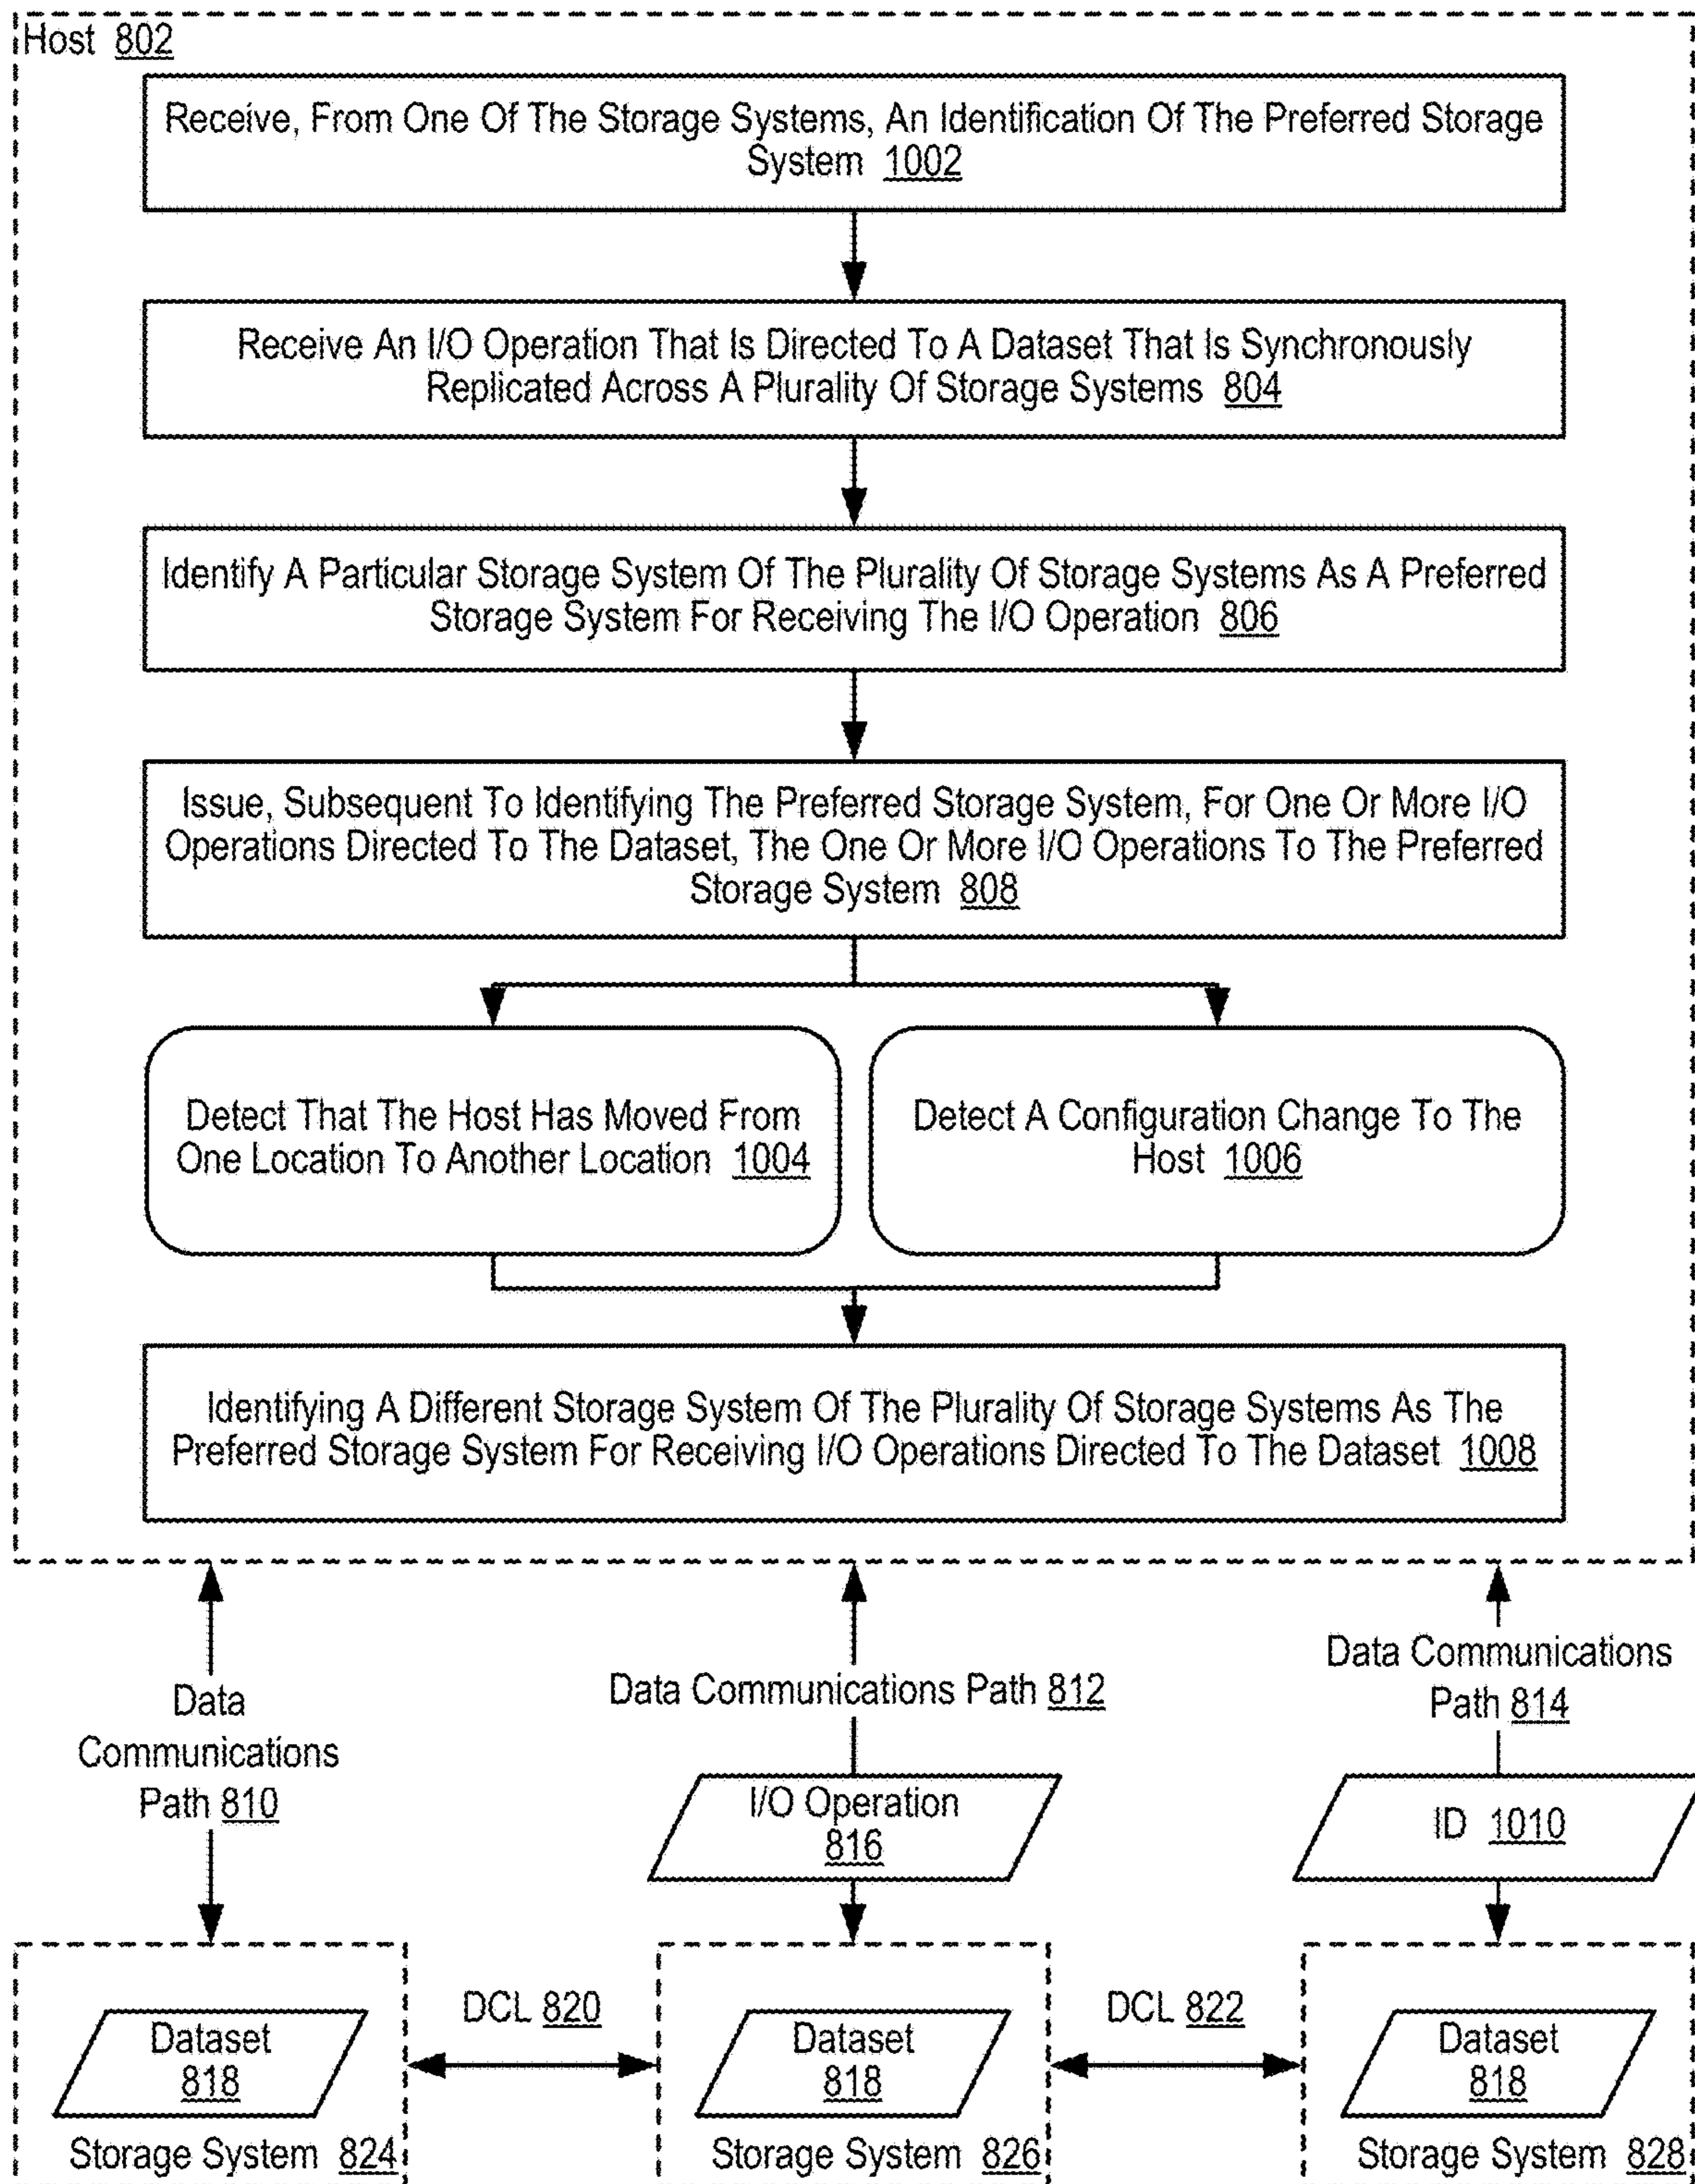 Host 802
Receive, From One Of The Storage Systems, An Identification Of The Preferred Storage
System 1002
Receive An I/O Operation That Is Directed To A Dataset That Is Synchronously
Replicated Across A Plurality Of Storage Systems 804
Identify A Particular Storage System Of The Plurality Of Storage Systems As A Preferred
Storage System For Receiving The I/O Operation 806
Issue, Subsequent To Identifying The Preferred Storage System, For One Or More I/O
Operations Directed To The Dataset, The One Or More I/O Operations To The Preferred
Storage System 808
Detect That The Host Has Moved From
One Location To Another Location 1004
Detect A Configuration Change To The
Host 1006
Identifying A Different Storage System Of The Plurality Of Storage Systems As The
Preferred Storage System For Receiving I/O Operations Directed To The Dataset 1008
Data
Communications
Path 810
Data Communications Path 812
Data Communications
Path 814
I/O Operation
816
ID 1010
DCL 820
DCL 822
Dataset
818
Storage System 824
Dataset
818
Storage System 826
Dataset
818
Storage System 828